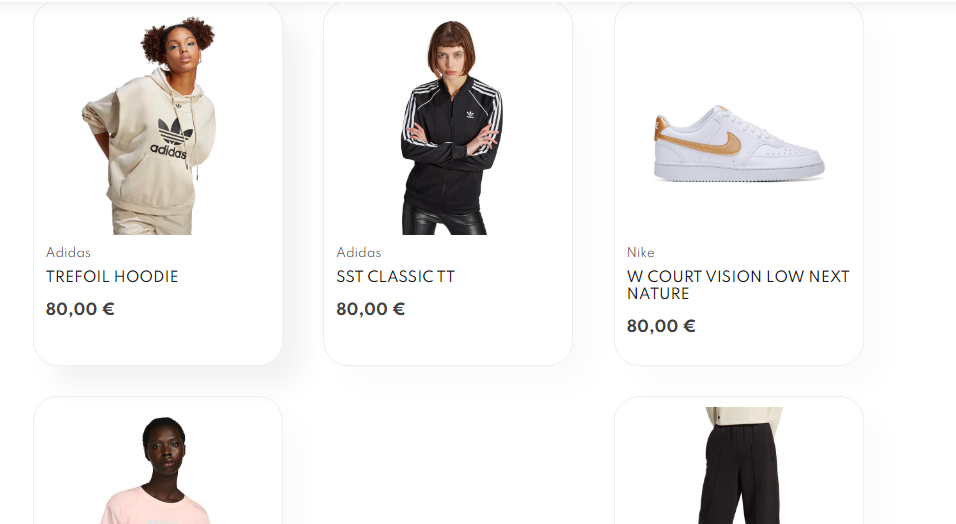 adidas
Adidas
TREFOIL HOODIE
80,00 €
Adidas
SST CLASSIC TT
80,00 €
Nike
W COURT VISION LOW NEXT
NATURE
80,00 €